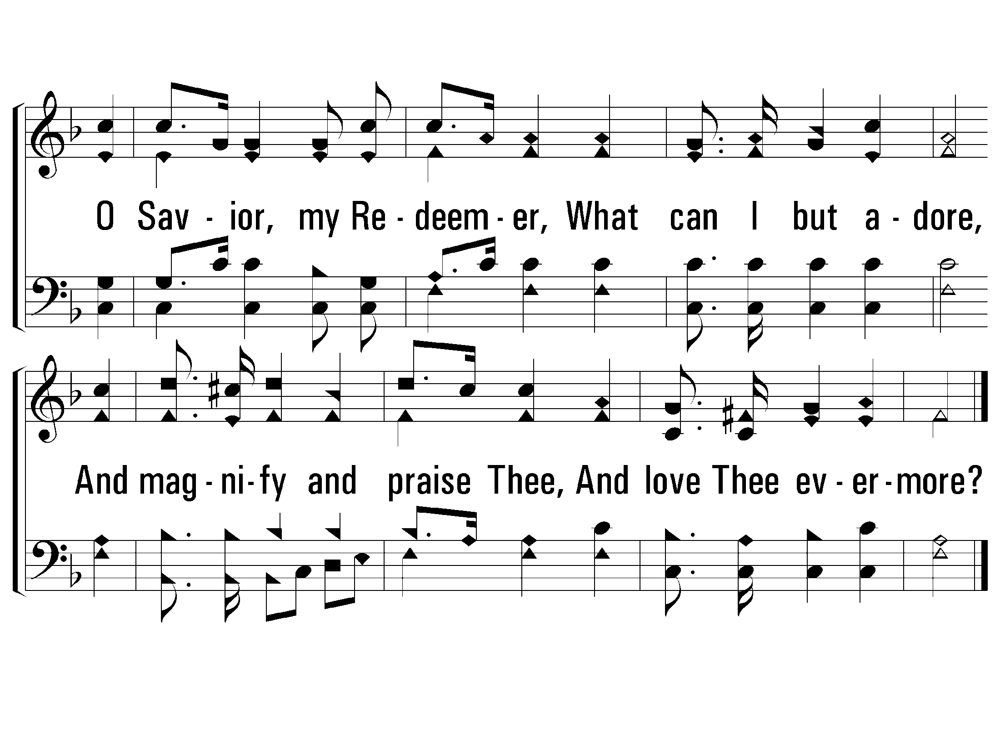 O Sav - ior, my Re - deem - er, What can I but a - dore,
And mag - ni - fy and praise Thee, And love Thee ev - er - more?